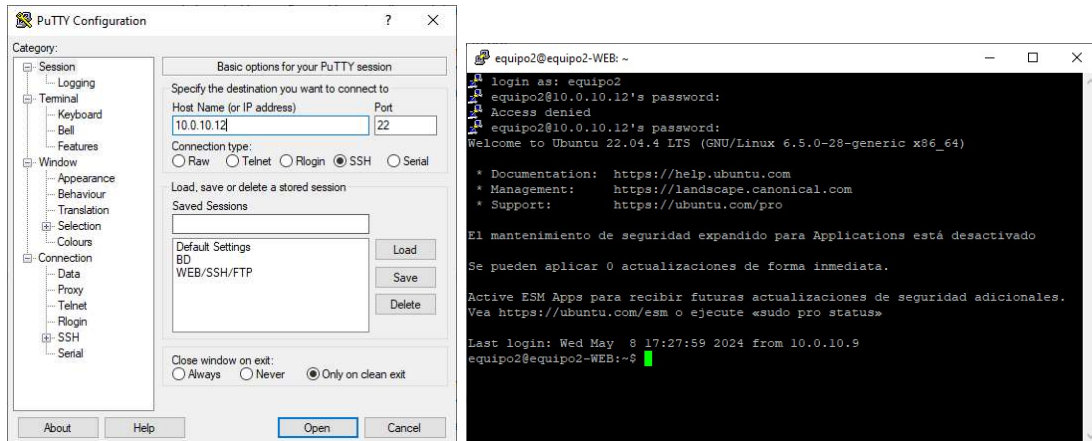 PuTTY Configuration
?
X
Category:
Session
Logging
Terminal
Keyboard
Bell
Features
Window
Appearance
Behaviour
Translation
Selection
Colours
Connection
Data
Proxy
Telnet
Rlogin
SSH
Serial
Basic options for your PuTTY session
Specify the destination you want to connect to
Host Name (or IP address) Port
10.0.10.12 22
Connection type:
Raw Telnet Rlogin SSH Serial
Load, save or delete a stored session
Saved Sessions
Default Settings
BD
WEB/SSH/FTP
Load
Save
Delete
Close window on exit:
Always Never Only on clean exit
About Help Open Cancel
equipo2@equipo2-WEB: ~
login as: equipo2
equipo2@10.0.10.12's password:
Access denied
equipo2@10.0.10.12's password:
Welcome to Ubuntu 22.04.4 LTS (GNU/Linux 6.5.0-28-generic x86_64)
* Documentation: https://help.ubuntu.com
* Management: https://landscape.canonical.com
* Support: https://ubuntu.com/pro
El mantenimiento de seguridad expandido para Applications está desactivado
Se pueden aplicar 0 actualizaciones de forma inmediata.
Active ESM Apps para recibir futuras actualizaciones de seguridad adicionales.
Vea https://ubuntu.com/esm o ejecute «sudo pro status»
Last login: Wed May 8 17:27:59 2024 from 10.0.10.9
equipo2@equipo2-WEB:~$